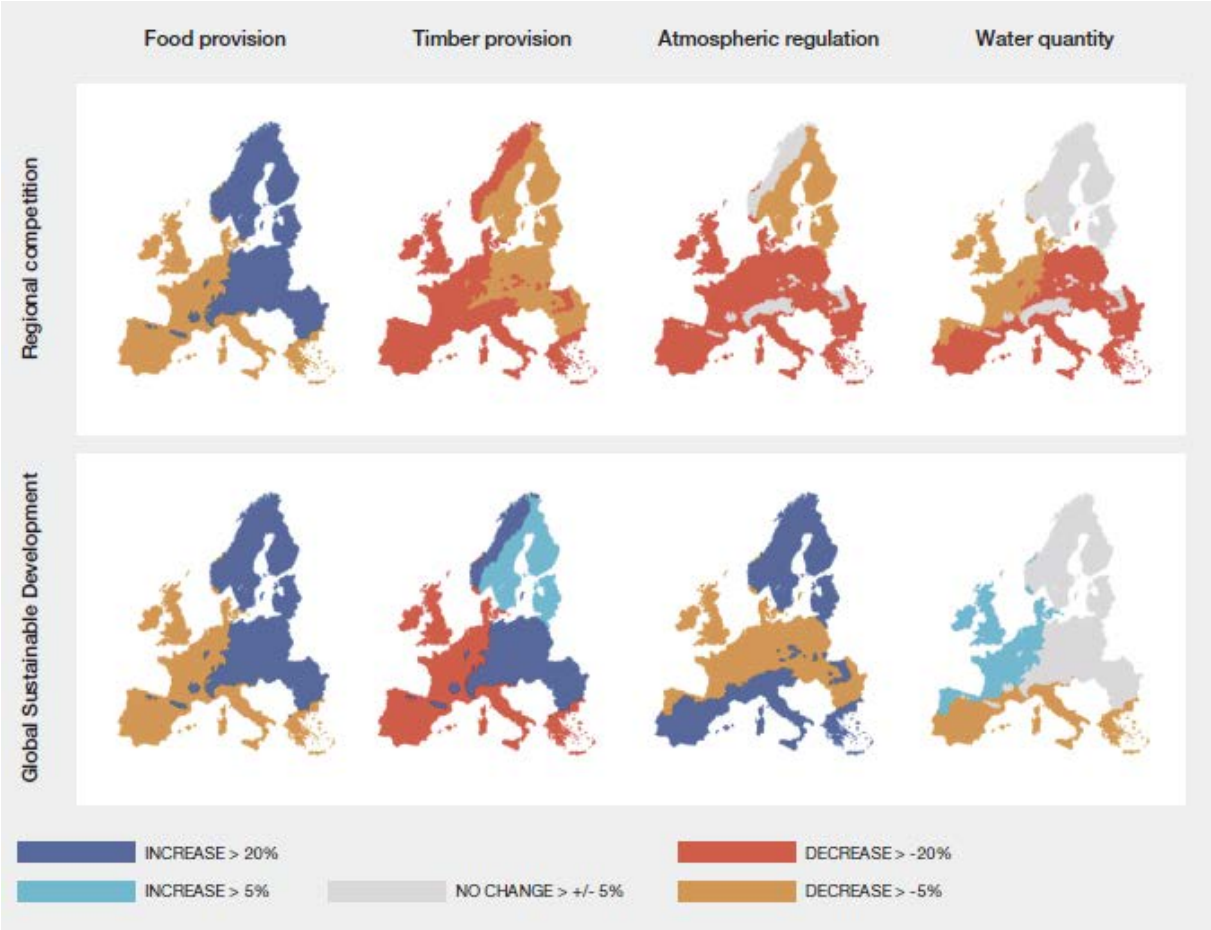 Food provision
Timber provision
Atmospheric regulation
Water quantity
Regional competition
Global Sustainable Development
INCREASE > 20%
DECREASE > -20%
INCREASE > 5%
NO CHANGE > +/- 5%
DECREASE > -5%